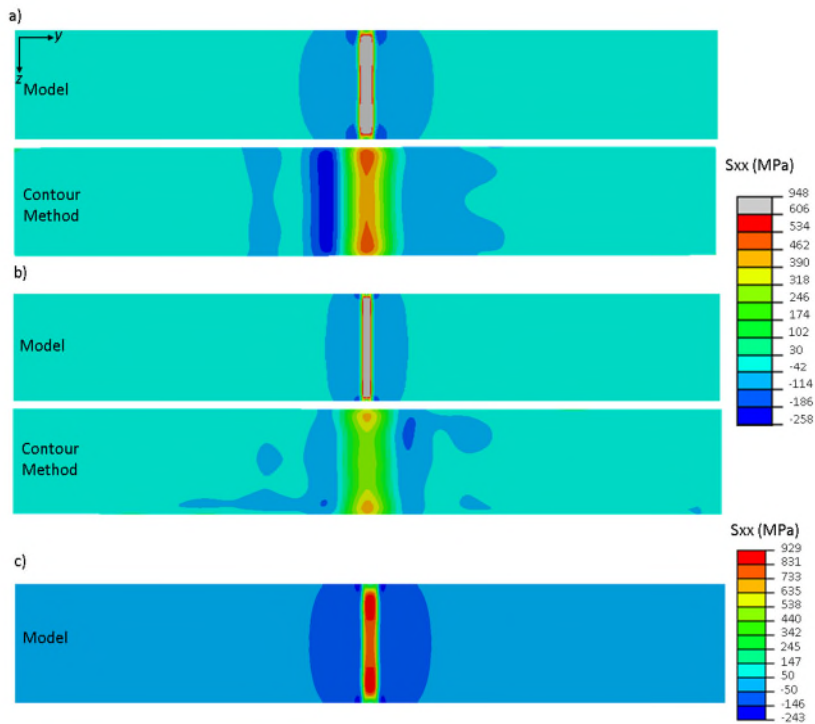 a)
y
z
Model
Contour
Method
Sxx (MPa)
948
606
534
462
390
318
246
174
102
30
-42
-114
-186
-258
b)
Model
Contour
Method
c)
Model
Sxx (MPa)
929
831
733
635
538
440
342
245
147
50
-50
-146
-243